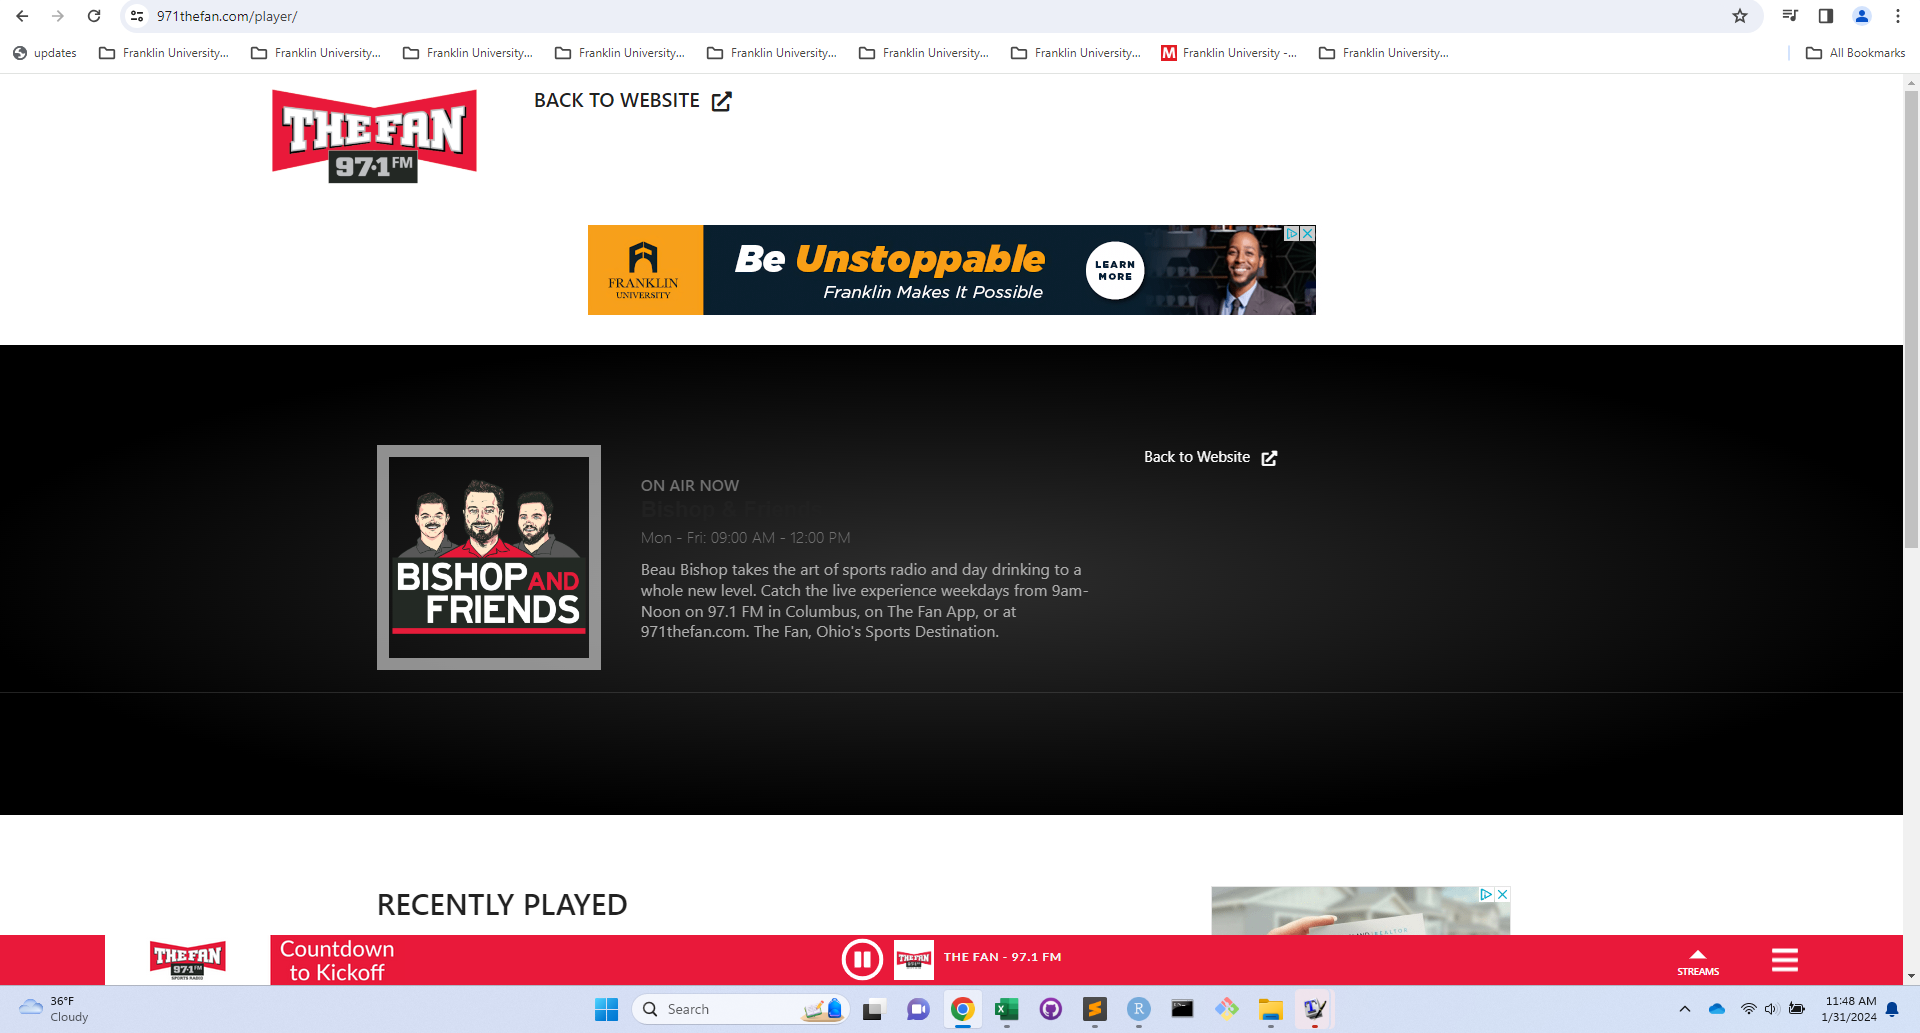 971thefan.com/player/
updates
Franklin University...
Franklin University...
Franklin University...
Franklin University...
Franklin University...
Franklin University...
Franklin University...
M
Franklin University -...
Franklin University...
All Bookmarks
THE FAN
97·1 FM
BACK TO WEBSITE
FRANKLIN
UNIVERSITY
Be Unstoppable
Franklin Makes It Possible
LEARN
MORE
Back to Website
ON AIR NOW
Bishop & Friends
Mon - Fri: 09:00 AM - 12:00 PM
Beau Bishop takes the art of sports radio and day drinking to a
whole new level. Catch the live experience weekdays from 9am-
Noon on 97.1 FM in Columbus, on The Fan App, or at
971thefan.com. The Fan, Ohio's Sports Destination.
BISHOP AND
FRIENDS
RECENTLY PLAYED
THE FAN
97·1 FM
SPORTS RADIO
Countdown
to Kickoff
THE FAN - 97.1 FM
STREAMS
36°F
Cloudy
Search
11:48 AM
1/31/2024